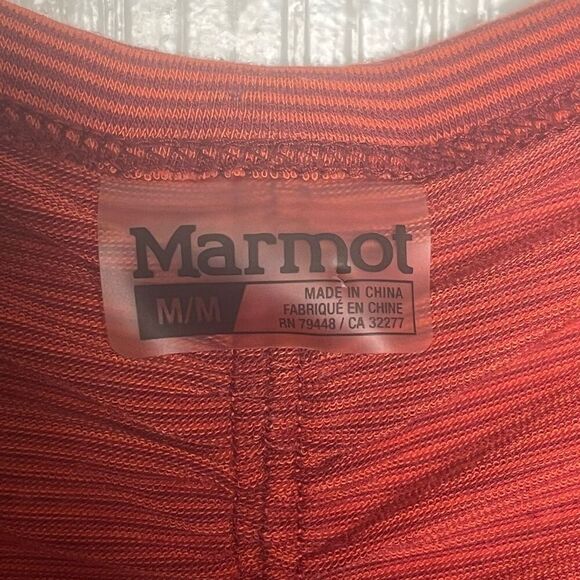 Marmot
M/M
MADE IN CHINA
FABRIQUÉ EN CHINE
RN 79448 / CA 32277